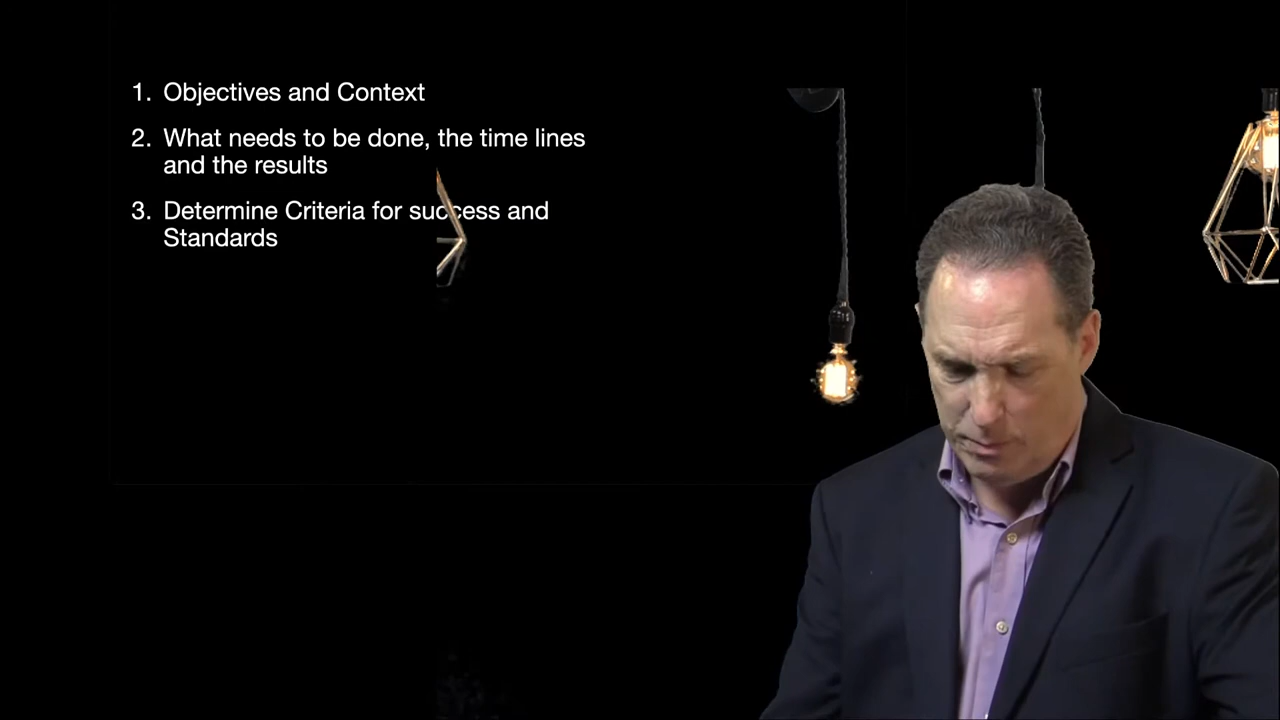 1. Objectives and Context
2. What needs to be done, the time lines
and the results
3. Determine Criteria for success and
Standards